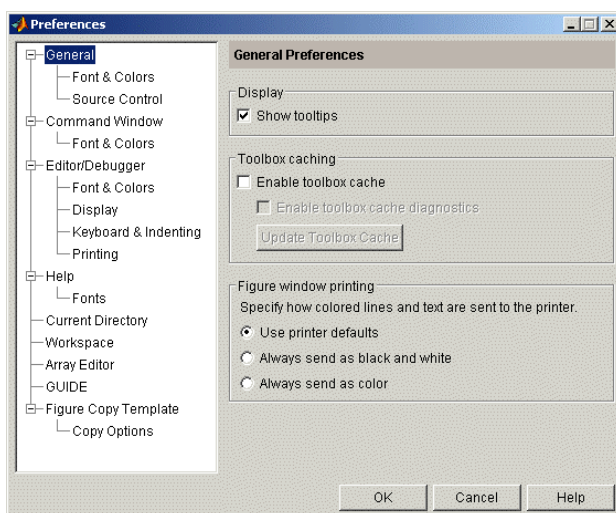 Preferences
General
Font & Colors
Source Control
Command Window
Font & Colors
Editor/Debugger
Font & Colors
Display
Keyboard & Indenting
Printing
Help
Fonts
Current Directory
Workspace
Array Editor
GUIDE
Figure Copy Template
Copy Options
General Preferences
Display
Show tooltips
Toolbox caching
Enable toolbox cache
Enable toolbox cache diagnostics
Update Toolbox Cache
Figure window printing
Specify how colored lines and text are sent to the printer.
Use printer defaults
Always send as black and white
Always send as color
OK Cancel Help